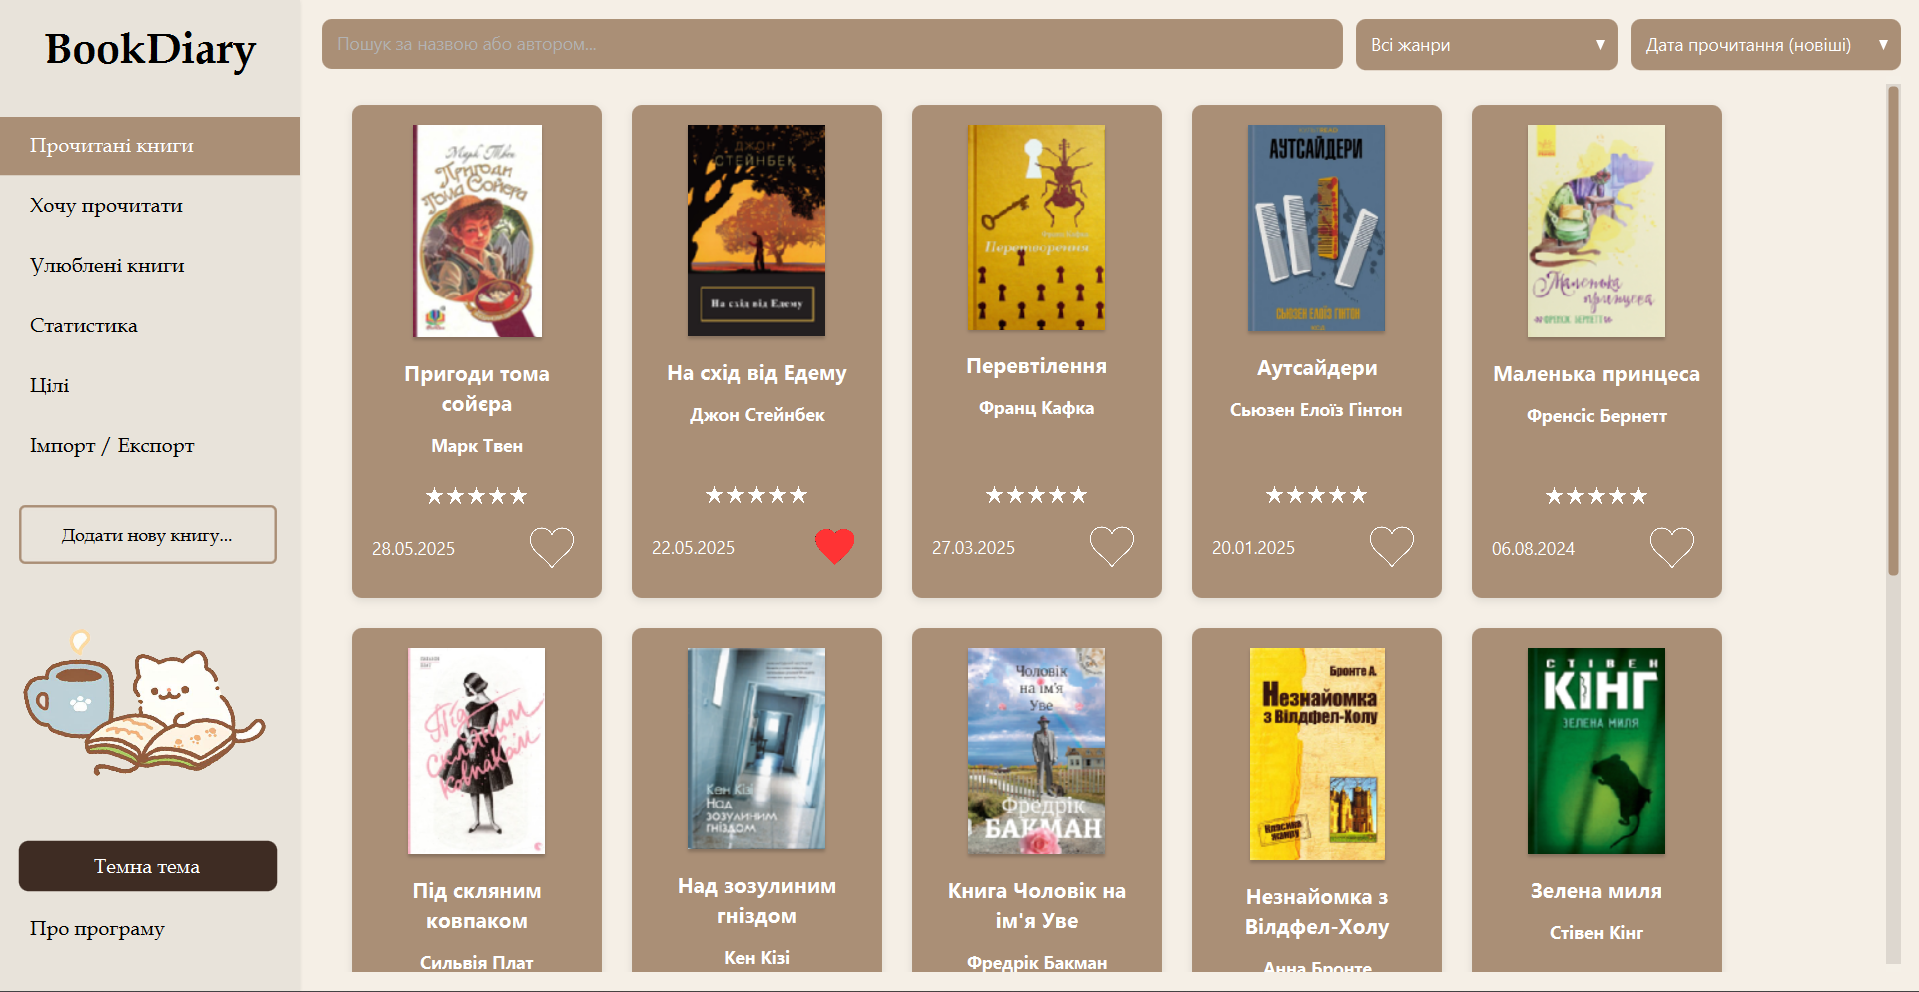 BookDiary
Прочитані книги
Хочу прочитати
Улюблені книги
Статистика
Цілі
Імпорт / Експорт
Додати нову книгу...
Темна тема
Про програму
Пошук за назвою або автором...
Всі жанри
Дата прочитання (новіші)
Марк Твен
Пригоди
Тома Сойєра
Пригоди тома
сойєра
Марк Твен
★★★★★
28.05.2025
ДЖОН
СТЕЙНБЕК
На схід від Едему
На схід від Едему
Джон Стейнбек
★★★★★
22.05.2025
Перетворення
Перевтілення
Франц Кафка
★★★★★
27.03.2025
АУТСАЙДЕРИ
СЬЮЗЕН ЕЛОЇЗ ГІНТОН
Аутсайдери
Сьюзен Елоїз Гінтон
★★★★★
20.01.2025
Маленька
принцеса
ФРЕНСІС БЕРНЕТТ
Маленька принцеса
Френсіс Бернетт
★★★★★
06.08.2024
Під
скляним
ковпаком
Під скляним
ковпаком
Сильвія Плат
Кен Кізі
Над
зозулиним
гніздом
Над зозулиним
гніздом
Кен Кізі
Чоловік
на ім'я
Уве
Фредрік
БАКМАН
Книга Чоловік на
ім'я Уве
Фредрік Бакман
Бронте А.
Незнайомка
з Вілдфел-Холу
Класика
жанру
Незнайомка з
Вілдфел-Холу
Анна Бронте
СТІВЕН
КІНГ
ЗЕЛЕНА МИЛЯ
Зелена миля
Стівен Кінг